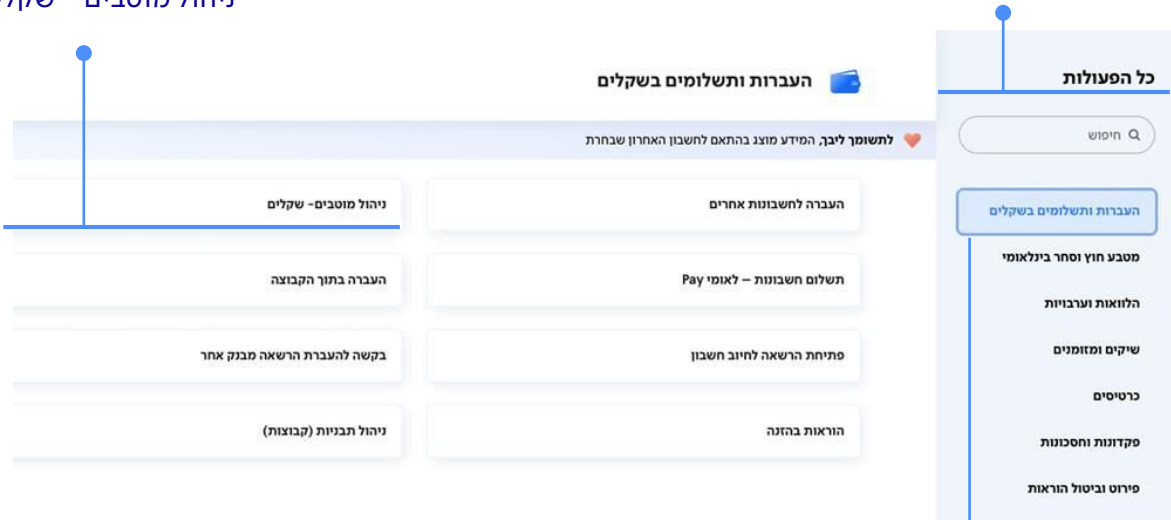 ניהול מוטבים – שקלי
כל הפעולות
חיפוש
העברות ותשלומים בשקלים
מטבע חוץ וסחר בינלאומי
הלוואות וערבויות
שיקים ומזומנים
כרטיסים
פקדונות וחסכונות
פירוט וביטול הוראות
העברות ותשלומים בשקלים
לתשומך ליבך, המידע מוצג בהתאם לחשבון האחרון שבחרת
העברה לחשבונות אחרים
ניהול מוטבים- שקלים
תשלום חשבונות – לאומי Pay
העברה בתוך הקבוצה
פתיחת הרשאה לחיוב חשבון
בקשה להעברת הרשאה מבנק אחר
הוראות בהזנה
ניהול תבניות (קבוצות)